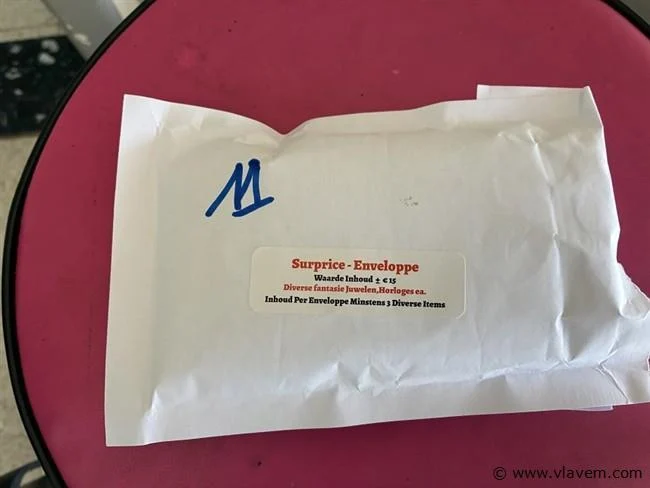 11
Surprice - Enveloppe
Waarde Inhoud ± € 15
Diverse fantasie Juwelen,Horloges ea.
Inhoud Per Enveloppe Minstens 3 Diverse Items
© www.vlavem.com